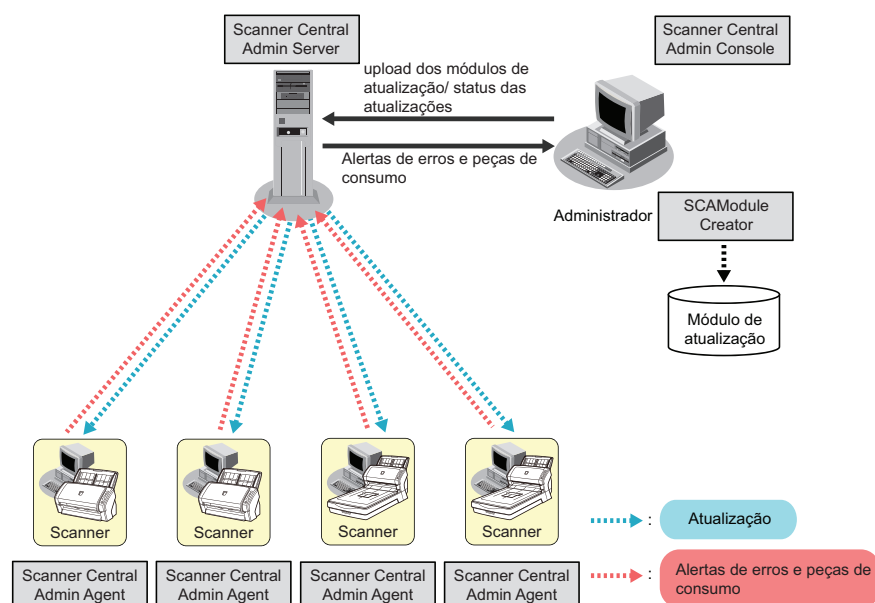 Scanner Central
Admin Server
Scanner Central
Admin Console
upload dos módulos de
atualização/ status das
atualizações
Alertas de erros e peças de
consumo
Administrador
SCAModule
Creator
Módulo de
atualização
Scanner
Scanner
Scanner
Scanner
Scanner Central
Admin Agent
Scanner Central
Admin Agent
Scanner Central
Admin Agent
Scanner Central
Admin Agent
: Atualização
: Alertas de erros e peças de
consumo